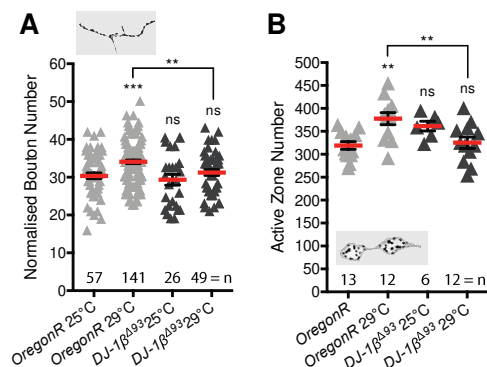 A
Normalised Bouton Number
60
50
40
30
20
10
0
**
***
ns
ns
57 141 26 49 = n
OregonR 25°C
OregonR 29°C
DJ-1βΔ93 25°C
DJ-1βΔ93 29°C
B
Active Zone Number
500
450
400
350
300
250
200
150
100
50
0
**
**
ns
ns
13 12 6 12 = n
OregonR
OregonR 29°C
DJ-1βΔ93 25°C
DJ-1βΔ93 29°C